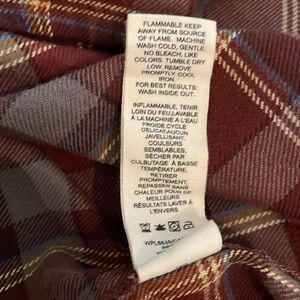 FLAMMABLE KEEP
AWAY FROM SOURCE
OF FLAME. MACHINE
WASH COLD, GENTLE,
NO BLEACH, LIKE
COLORS. TUMBLE DRY
LOW. REMOVE
PROMPTLY. COOL
IRON
FOR BEST RESULTS:
WASH INSIDE OUT.
INFLAMMABLE, TENIR
LOIN DU FEU,LAVABLE
À LA MACHINE A L'EAU
FROIDE,CYCLE
DÉLICAT,AUCUN
JAVELLISANT,
COULEURS
SEMBLABLES,
SÉCHER PAR
CULBUTAGE À BASSE
TEMPÉRATURE,
RETIRER
PROMPTEMENT,
REPASSER SANS
CHALEUR POUR DE
MEILLEURS
RÉSULTATS LAVER À
L'ENVERS